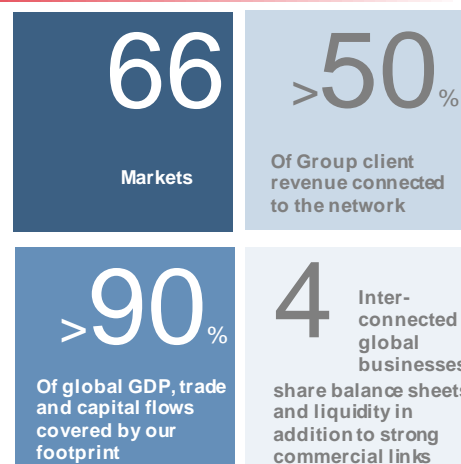 66
Markets
>50%
Of Group client
revenue connected
to the network
>90%
Of global GDP, trade
and capital flows
covered by our
footprint
4
Inter-
connected
global
businesses
share balance sheets
and liquidity in
addition to strong
commercial links